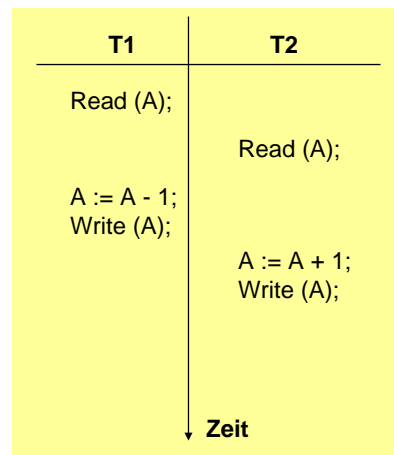 T1 T2
Read (A);
Read (A);
A := A - 1;
Write (A);
A := A + 1;
Write (A);
Zeit